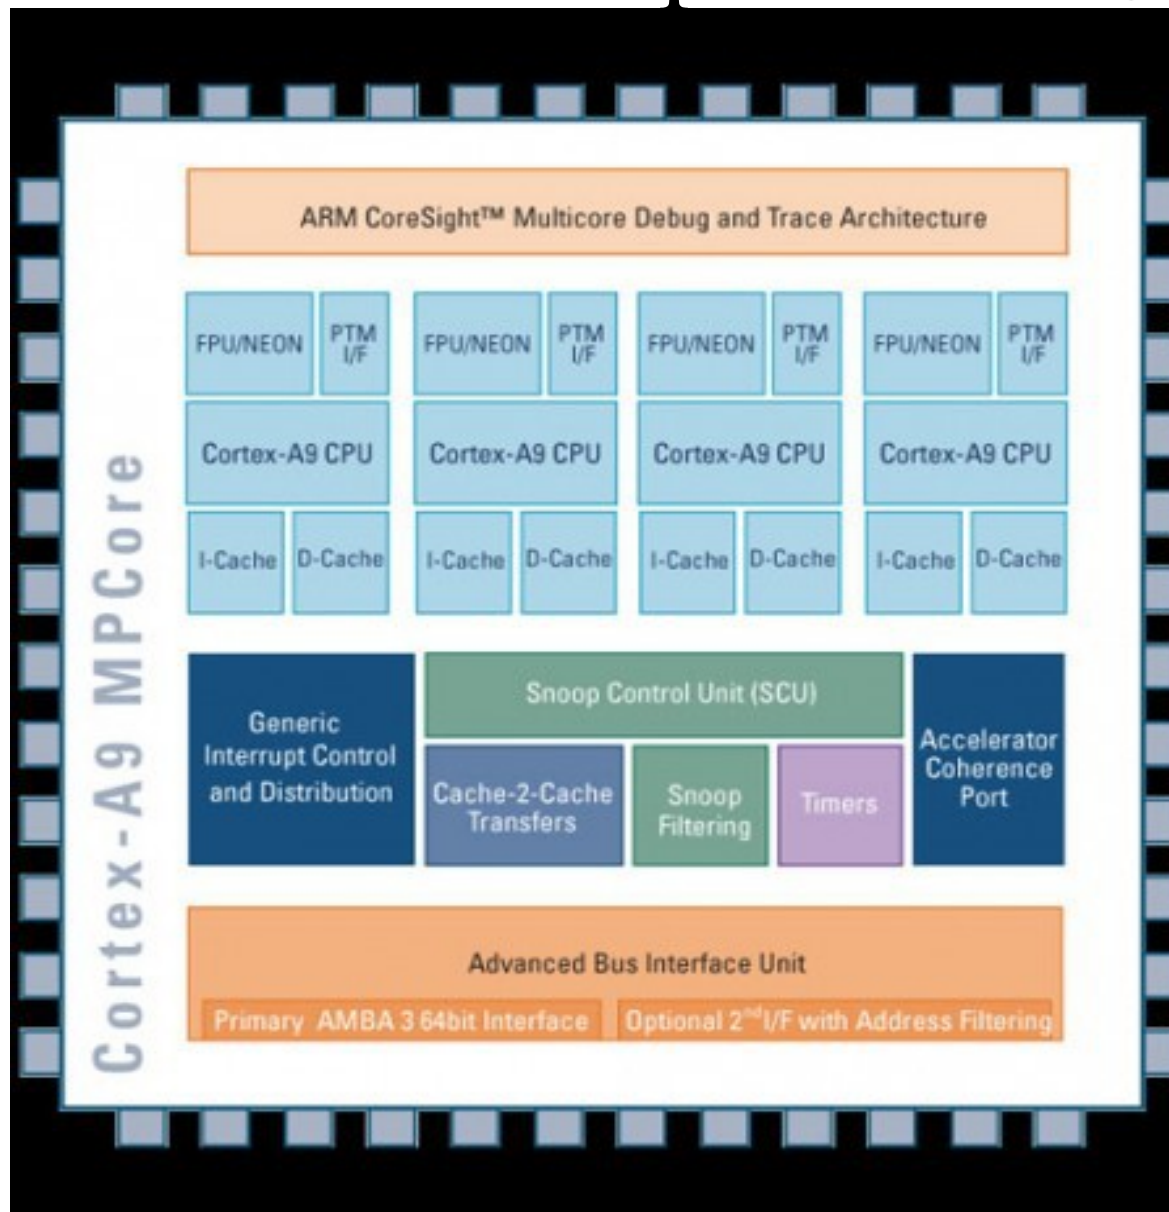 ARM CoreSight™ Multicore Debug and Trace Architecture
FPU/NEON
PTM
I/F
FPU/NEON
PTM
I/F
FPU/NEON
PTM
I/F
FPU/NEON
PTM
I/F
Cortex-A9 CPU
Cortex-A9 CPU
Cortex-A9 CPU
Cortex-A9 CPU
I-Cache
D-Cache
I-Cache
D-Cache
I-Cache
D-Cache
I-Cache
D-Cache
Cortex-A9 MPCore
Generic
Interrupt Control
and Distribution
Snoop Control Unit (SCU)
Cache-2-Cache
Transfers
Snoop
Filtering
Timers
Accelerator
Coherence
Port
Advanced Bus Interface Unit
Primary AMBA 3 64bit Interface
Optional 2nd I/F with Address Filtering